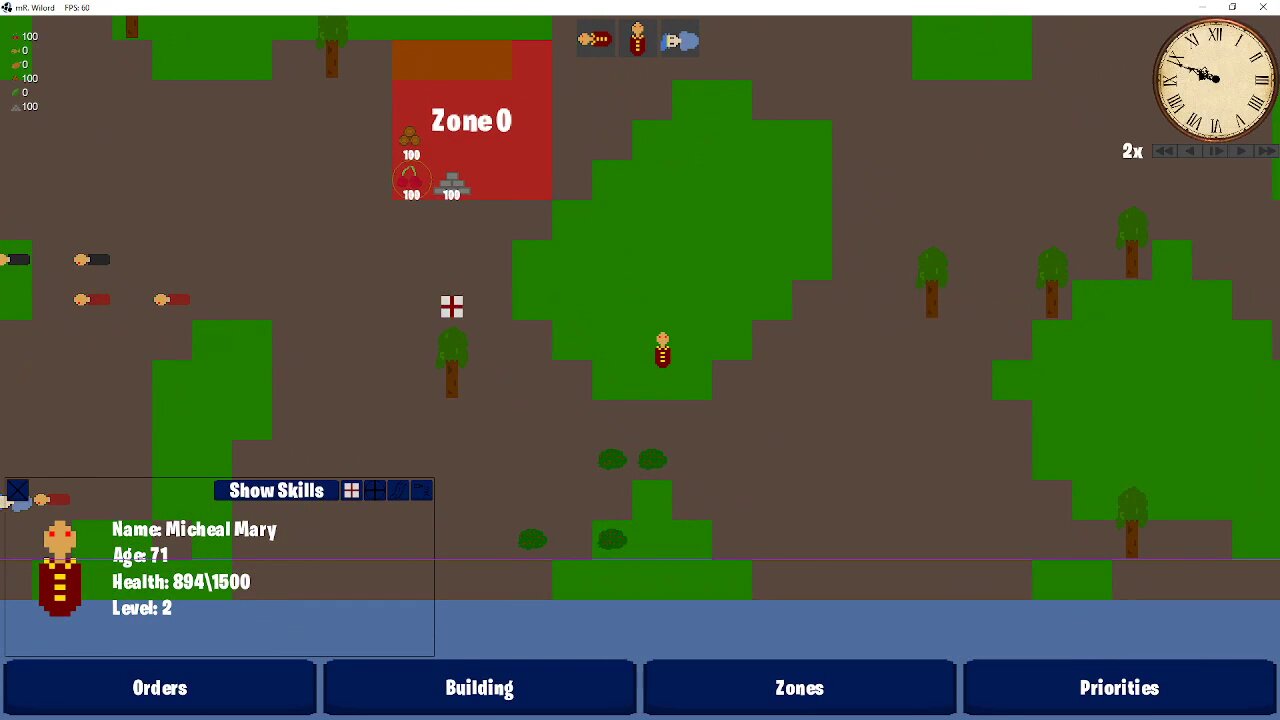 mR. Wilord FPS: 60
100
0
0
100
0
100
Zone 0
100
100
100
2x
Show Skills
Name: Micheal Mary
Age: 71
Health: 894\1500
Level: 2
Orders
Building
Zones
Priorities